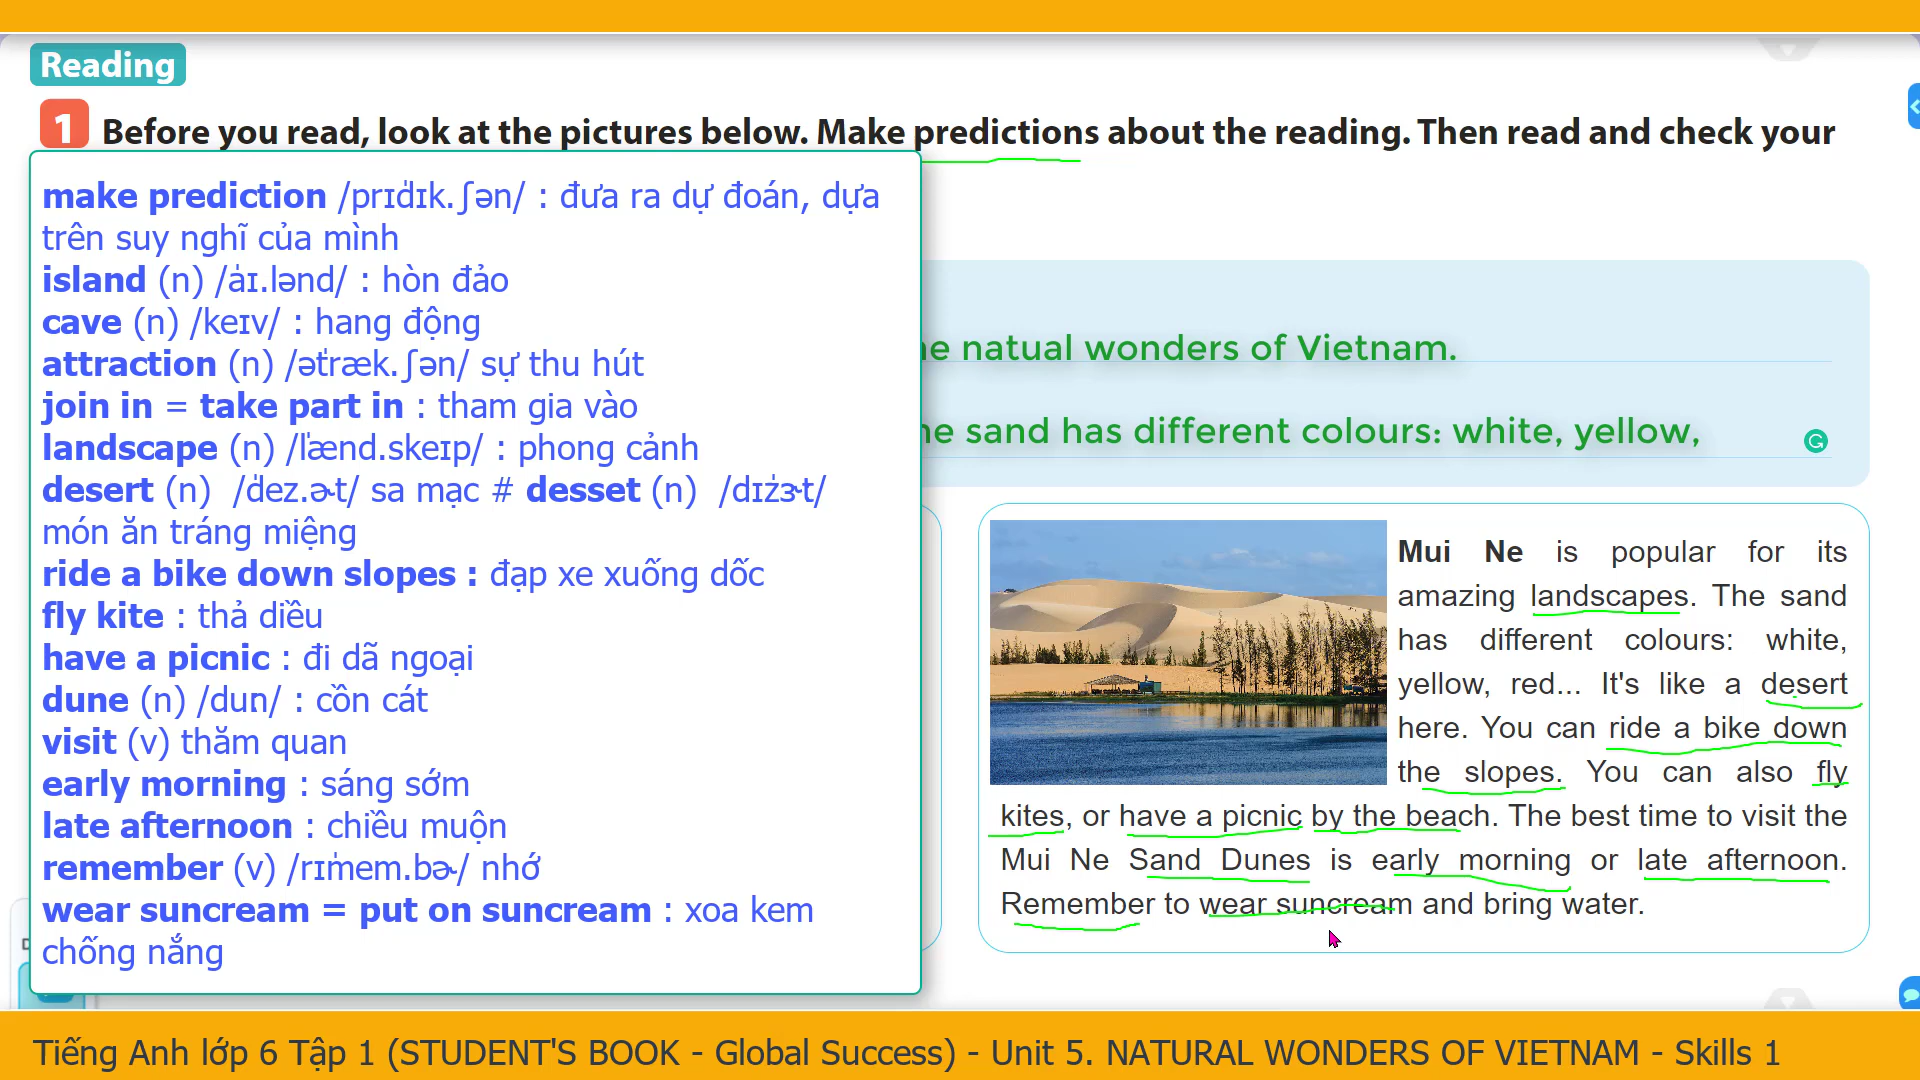 Reading
1 Before you read, look at the pictures below. Make predictions about the reading. Then read and check your
make prediction /prɪˈdɪk.ʃən/ : đưa ra dự đoán, dựa
trên suy nghĩ của mình
island (n) /ˈaɪ.lənd/ : hòn đảo
cave (n) /keɪv/ : hang động
attraction (n) /əˈtræk.ʃən/ sự thu hút
join in = take part in : tham gia vào
landscape (n) /ˈlænd.skeɪp/ : phong cảnh
desert (n) /ˈdez.ɚt/ sa mạc # desset (n) /dɪˈzɝt/
món ăn tráng miệng
ride a bike down slopes : đạp xe xuống dốc
fly kite : thả diều
have a picnic : đi dã ngoại
dune (n) /dun/ : cồn cát
visit (v) thăm quan
early morning : sáng sớm
late afternoon : chiều muộn
remember (v) /rɪˈmem.bɚ/ nhớ
wear suncream = put on suncream : xoa kem
chống nắng
he natual wonders of Vietnam.
he sand has different colours: white, yellow,
Mui Ne is popular for its
amazing landscapes. The sand
has different colours: white,
yellow, red... It's like a desert
here. You can ride a bike down
the slopes. You can also fly
kites, or have a picnic by the beach. The best time to visit the
Mui Ne Sand Dunes is early morning or late afternoon.
Remember to wear suncream and bring water.
Tiếng Anh lớp 6 Tập 1 (STUDENT'S BOOK - Global Success) - Unit 5. NATURAL WONDERS OF VIETNAM - Skills 1